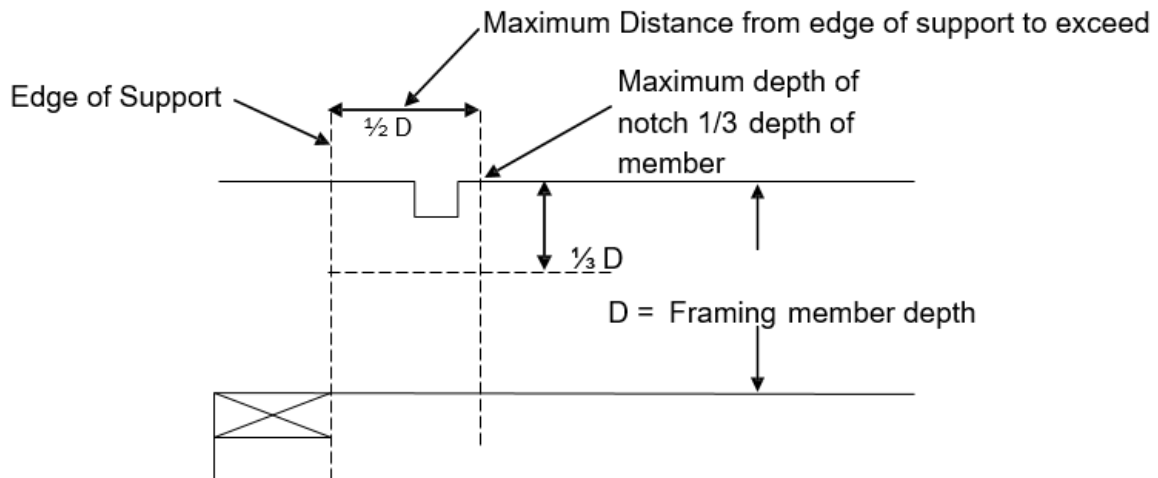 Maximum Distance from edge of support to exceed
Edge of Support
½ D
Maximum depth of
notch 1/3 depth of
member
⅓ D
D = Framing member depth